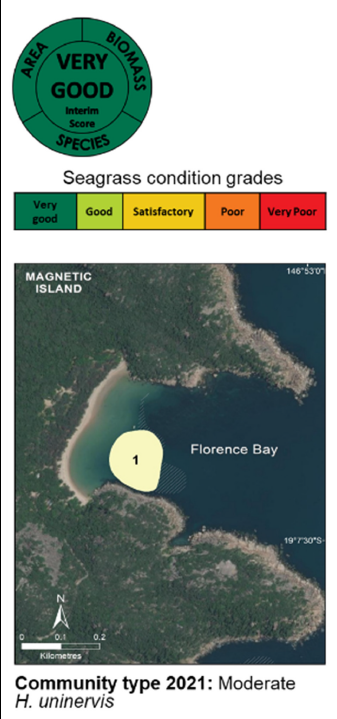 AREA
BIOMASS
VERY
GOOD
Interim
Score
SPECIES
Seagrass condition grades
Very good Good Satisfactory Poor Very Poor
MAGNETIC
ISLAND
146°53'0"
Florence Bay
1
19°7'30"S
N
0 0.1 0.2
Kilometres
Community type 2021: Moderate
H. uninervis